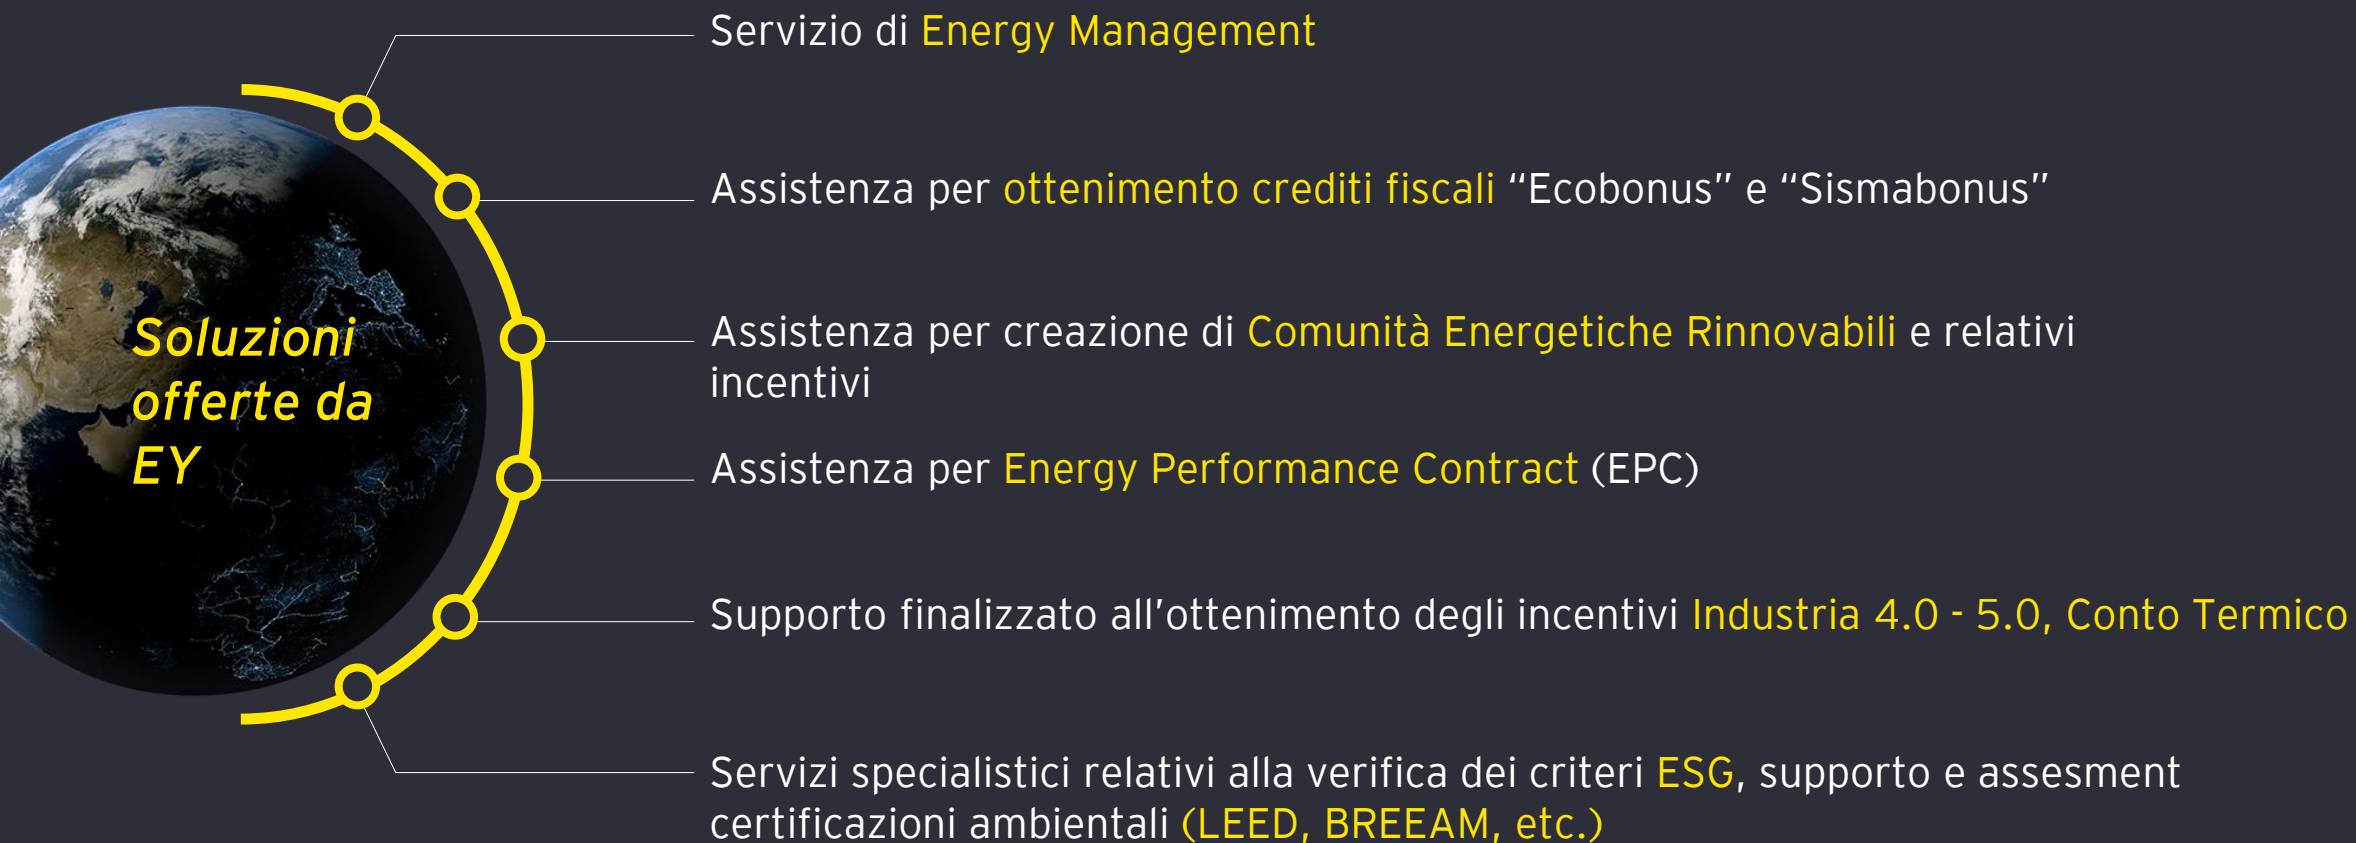 Servizio di Energy Management
Assistenza per ottenimento crediti fiscali “Ecobonus” e “Sismabonus”
Soluzioni
offerte da
EY
Assistenza per creazione di Comunità Energetiche Rinnovabili e relativi
incentivi
Assistenza per Energy Performance Contract (EPC)
Supporto finalizzato all’ottenimento degli incentivi Industria 4.0 - 5.0, Conto Termico
Servizi specialistici relativi alla verifica dei criteri ESG, supporto e assesment
certificazioni ambientali (LEED, BREEAM, etc.)